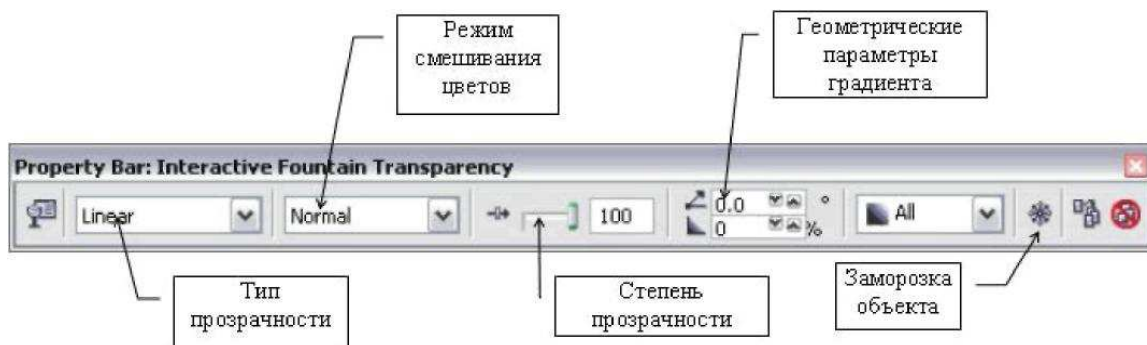 Режим
смешивания
цветов
Геометрические
параметры
градиента
Property Bar: Interactive Fountain Transparency
Linear
Normal
100
0,0 °
0 %
All
Тип
прозрачности
Степень
прозрачности
Заморозка
объекта